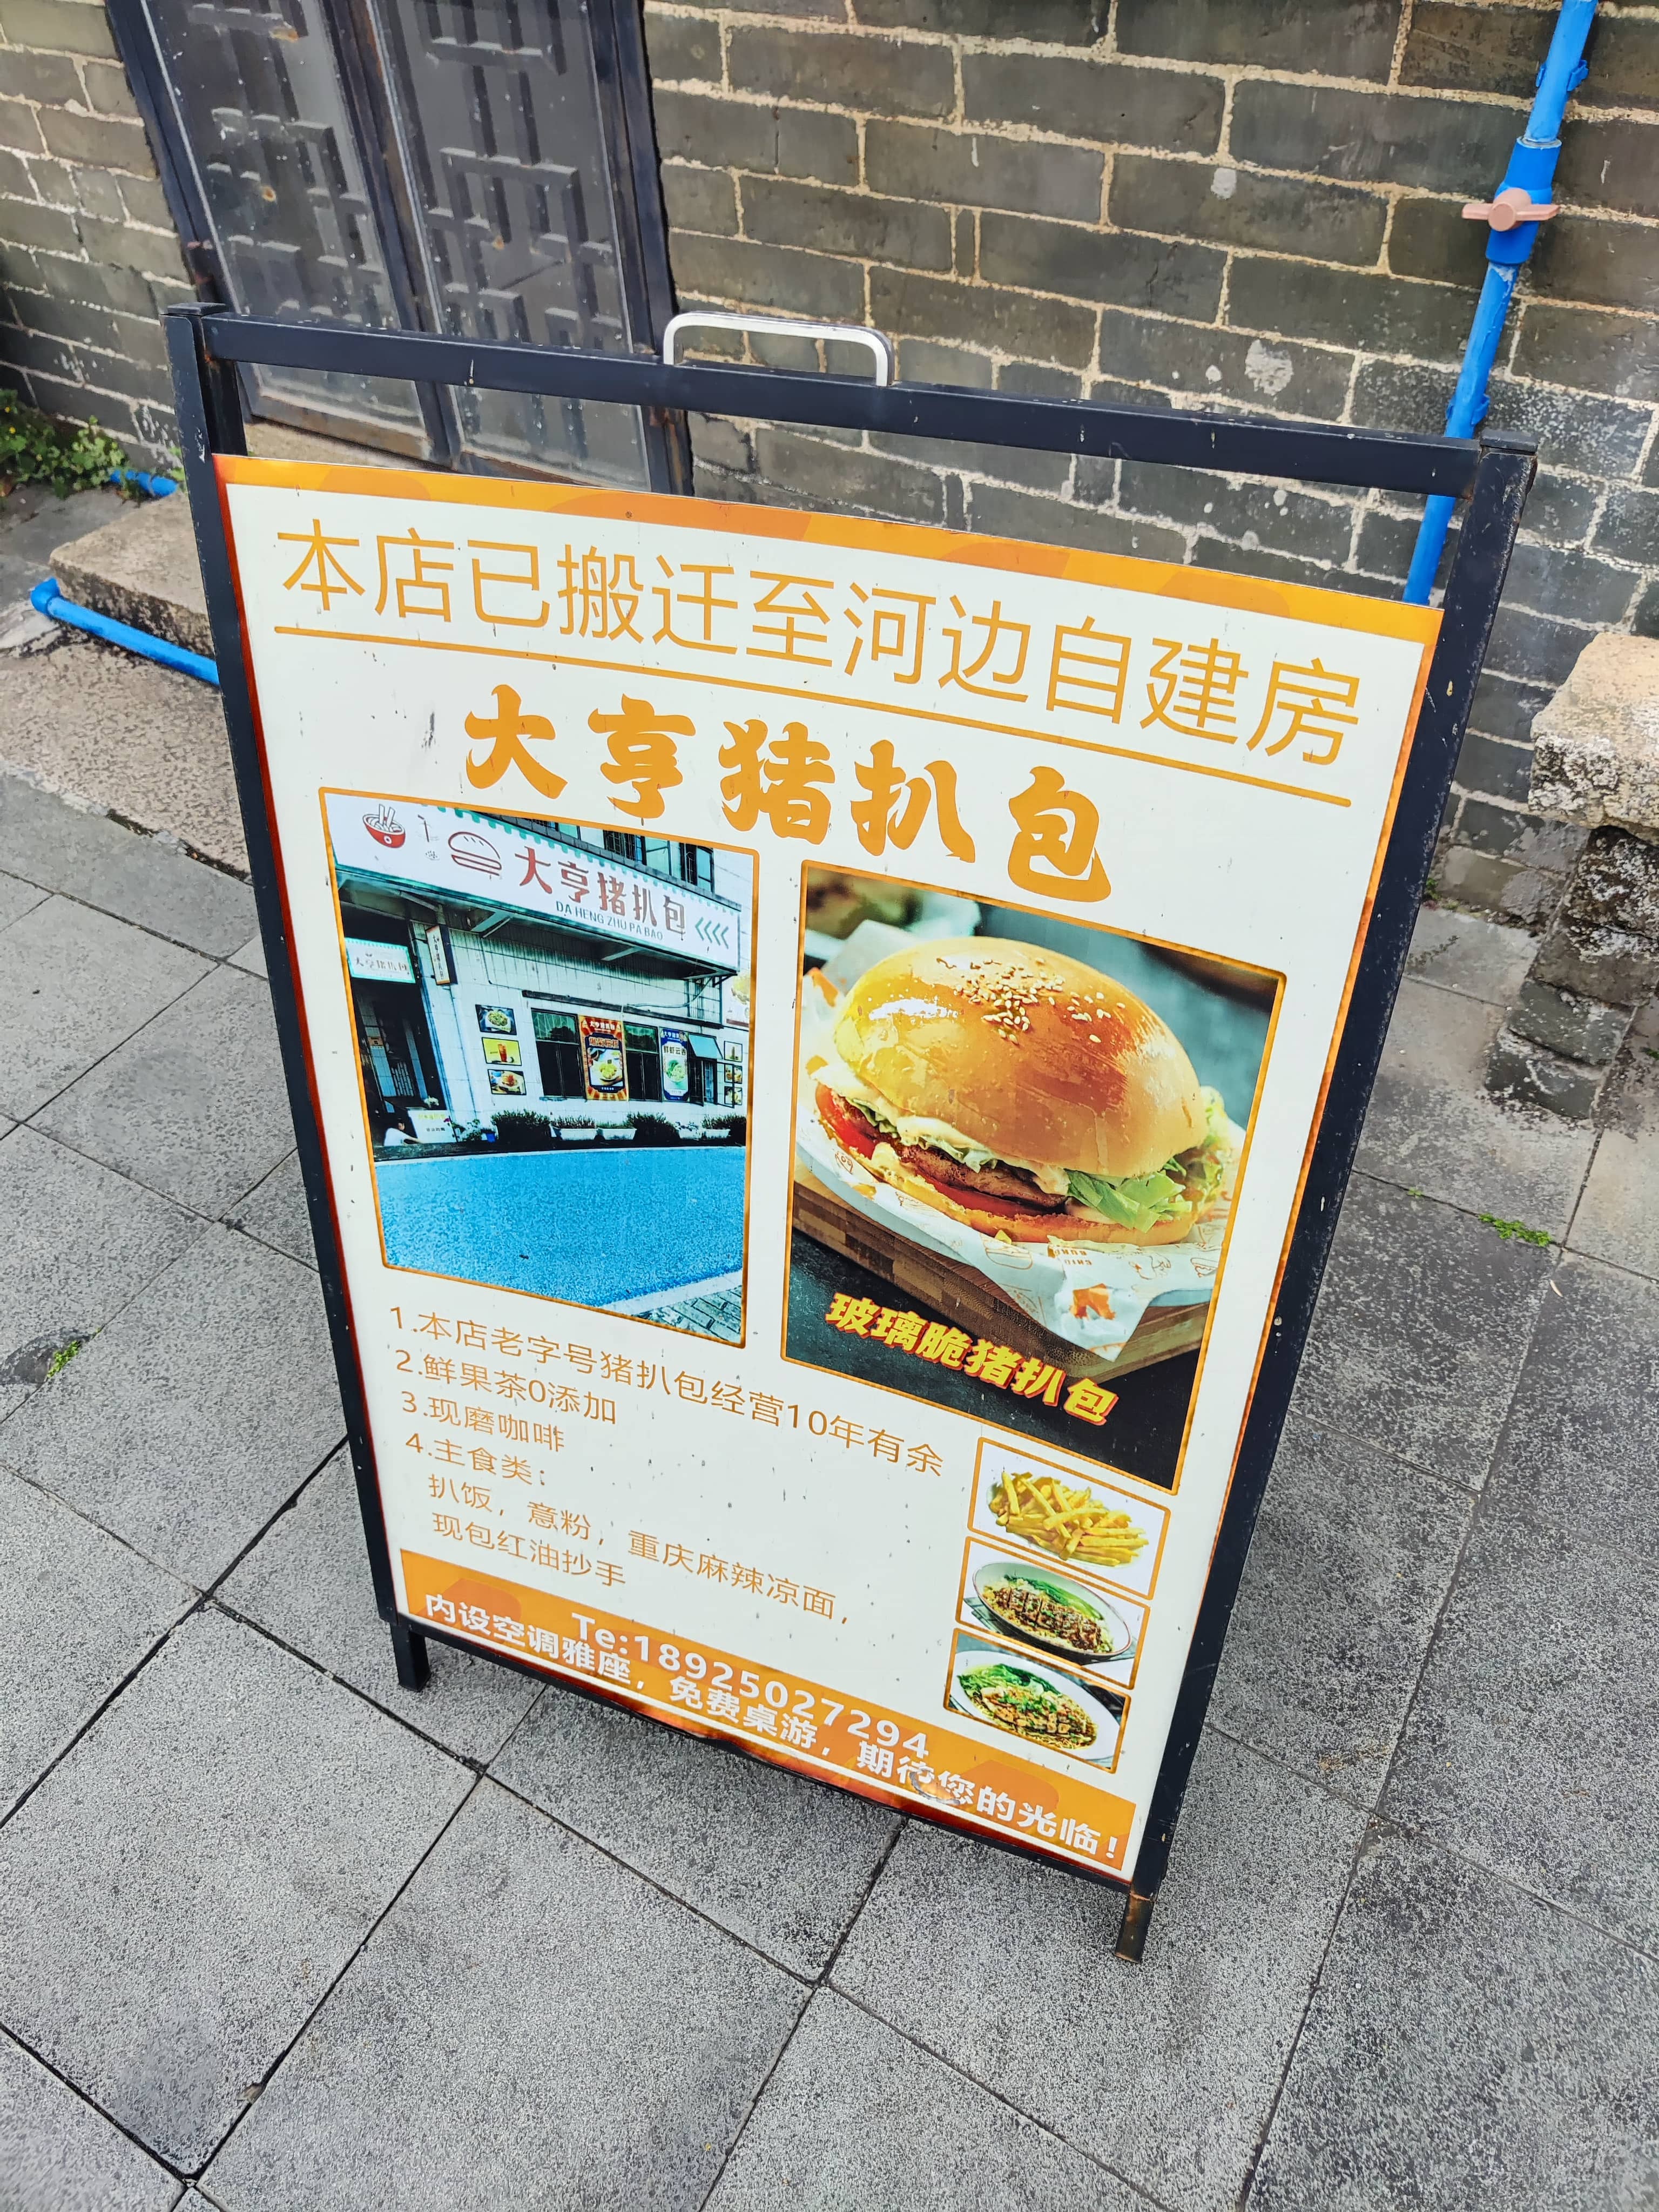 本店已搬迁至河边自建房
大亨猪扒包
大亨猪扒包
DA HENG ZHU PA BAO
大亨猪扒包
玻璃脆猪扒包
1.本店老字号猪扒包经营10年有余
2.鲜果茶0添加
3.现磨咖啡
4.主食类：
扒饭，意粉，重庆麻辣凉面，
现包红油抄手
Te:18925027294
内设空调雅座，免费桌游，期待您的光临！